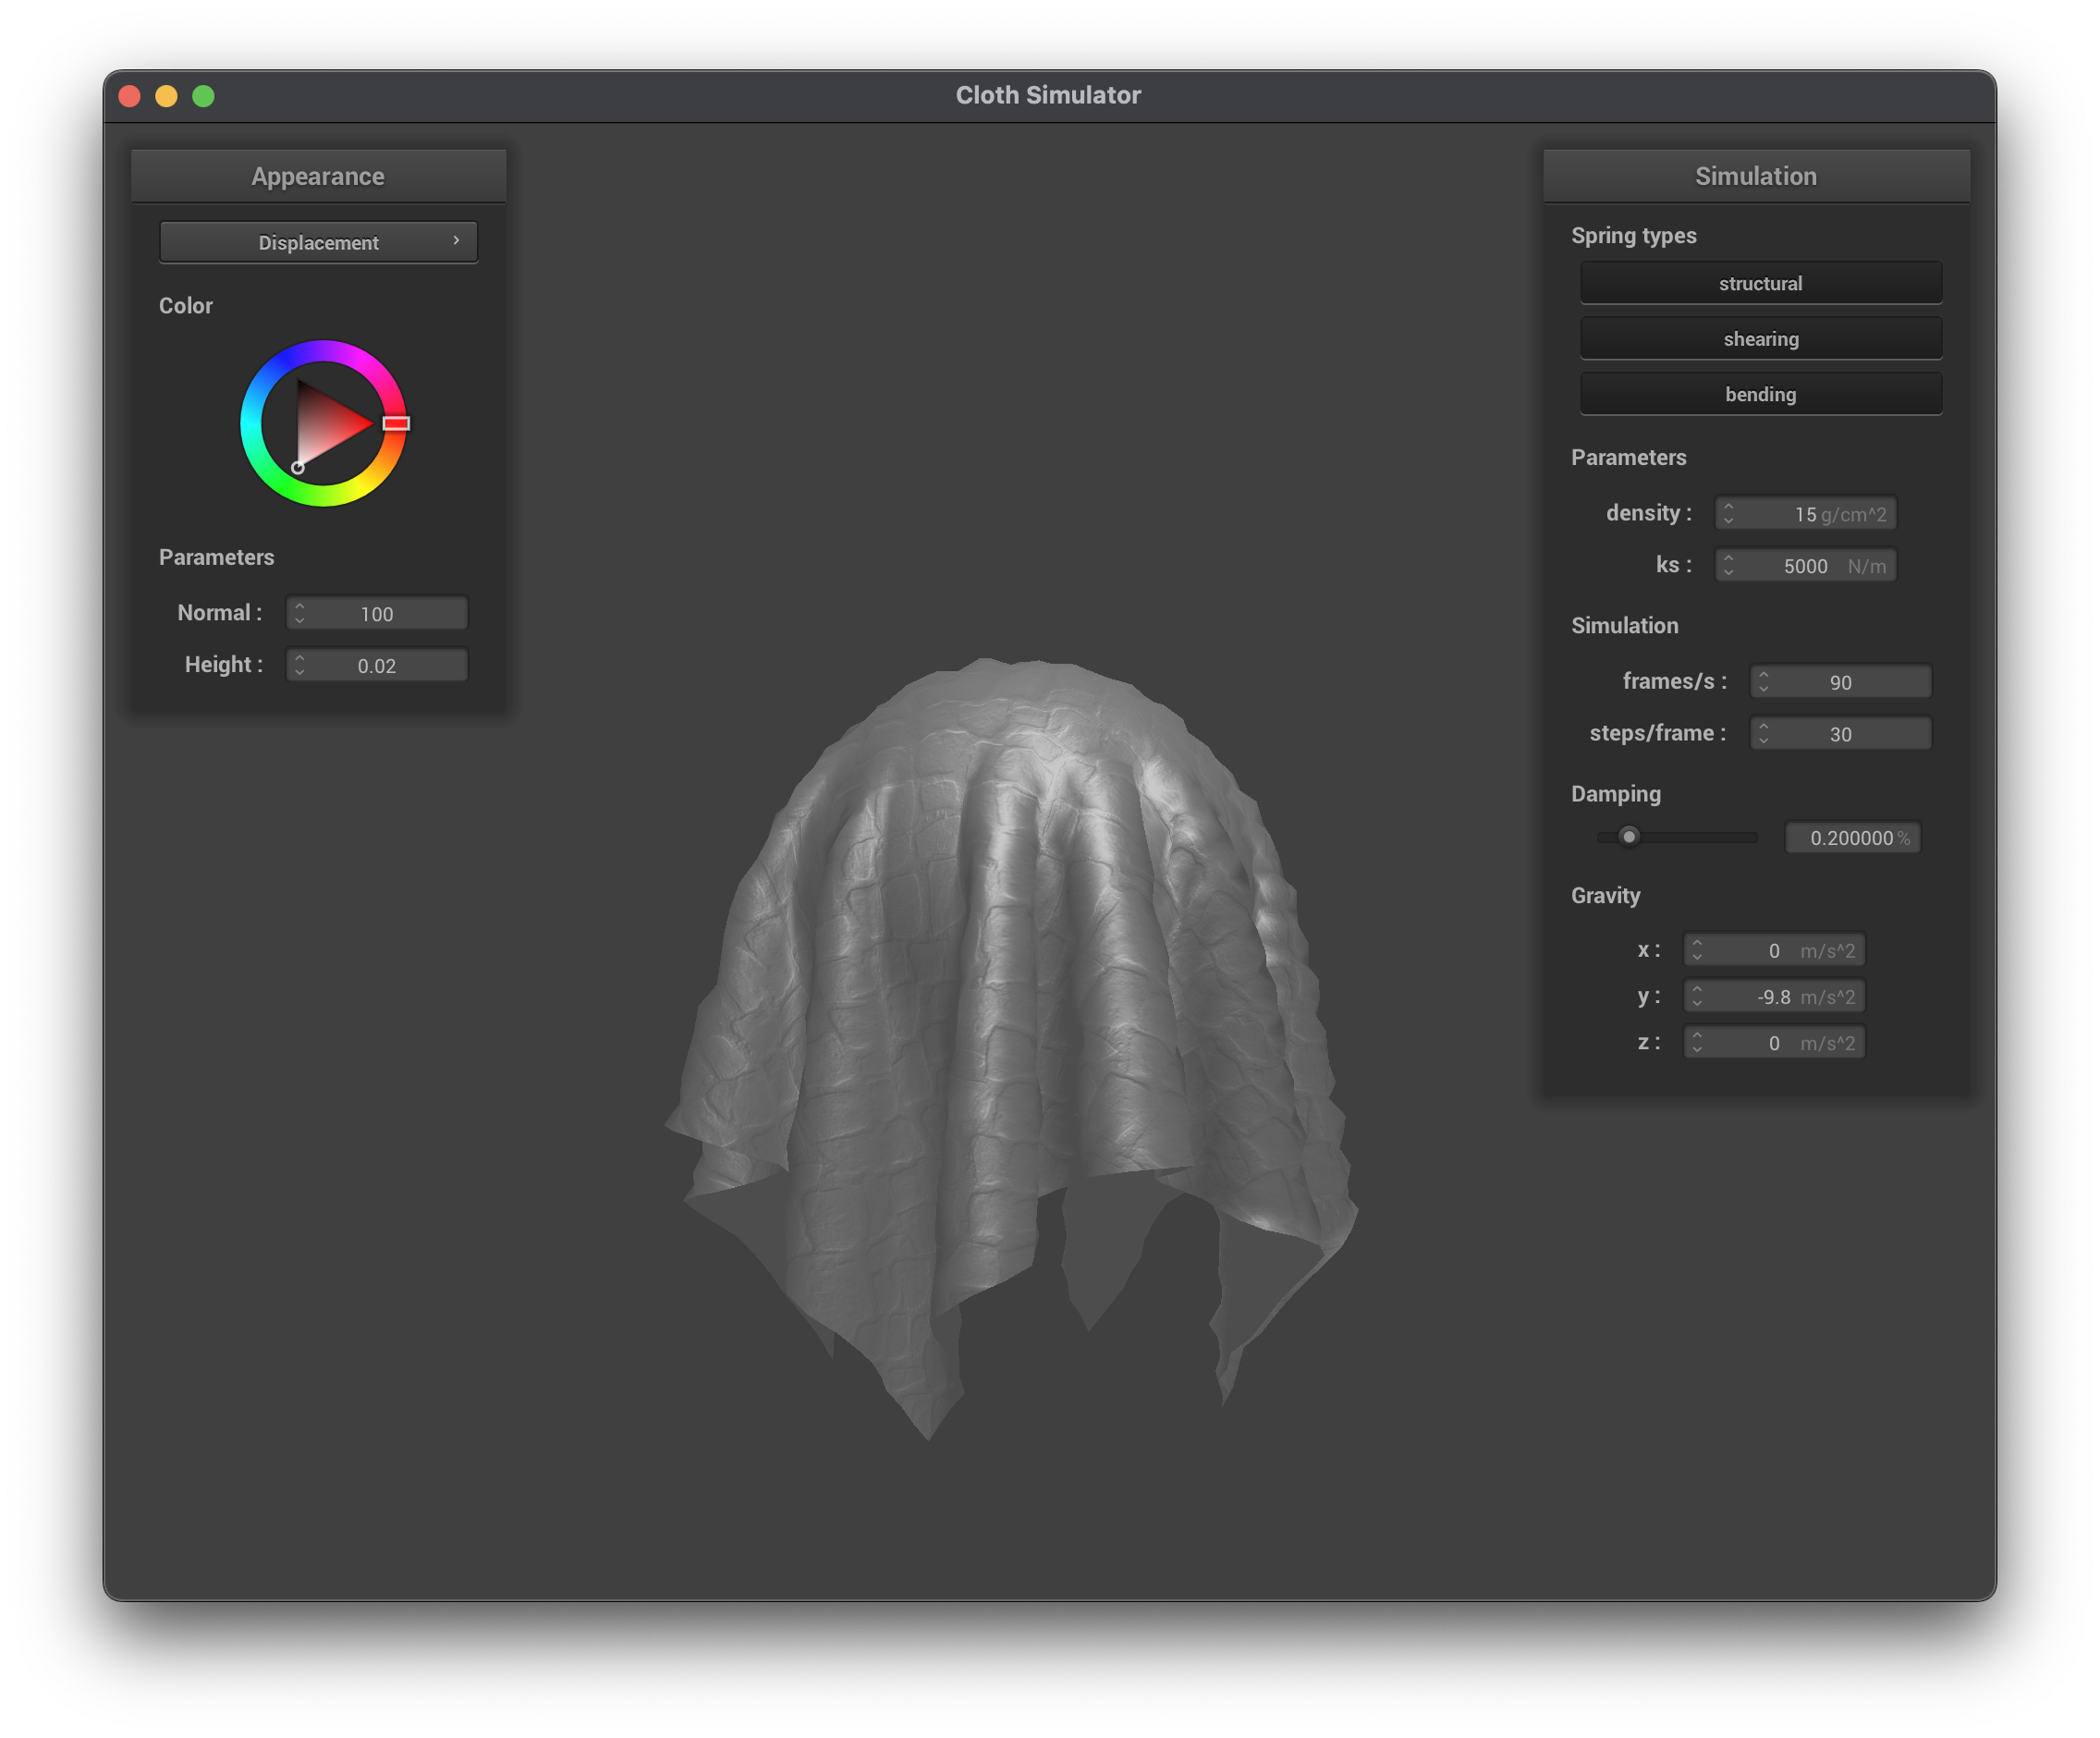 Cloth Simulator
Appearance
Displacement
Color
Parameters
Normal : 100
Height : 0.02
Simulation
Spring types
structural
shearing
bending
Parameters
density : 15 g/cm^2
ks : 5000 N/m
Simulation
frames/s : 90
steps/frame : 30
Damping
0.200000 %
Gravity
x : 0 m/s^2
y : -9.8 m/s^2
z : 0 m/s^2